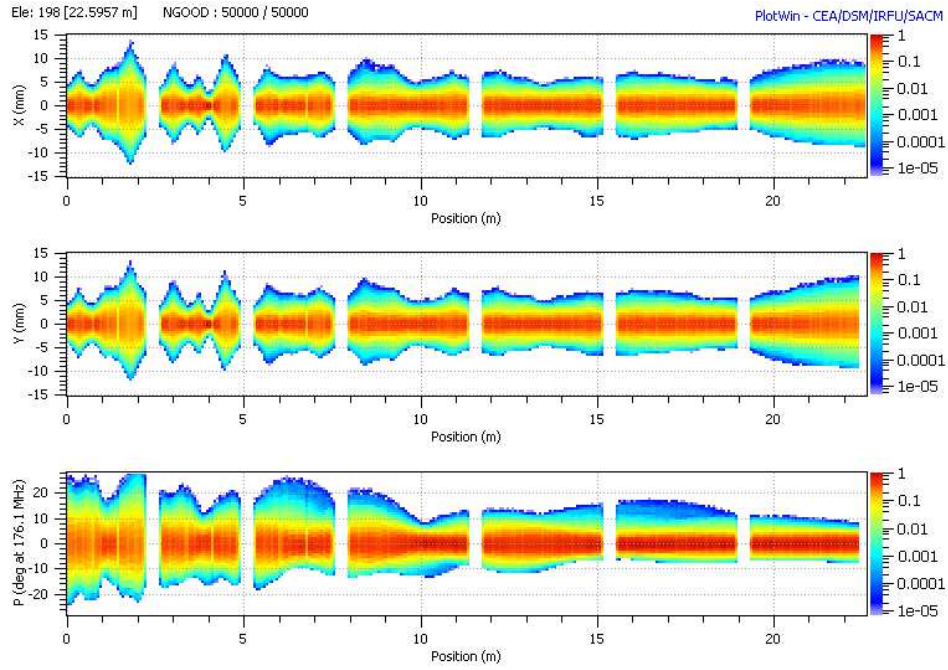 Ele: 198 [22.5957 m] NGOOD : 50000 / 50000
PlotWin - CEA/DSM/IRFU/SACM
X (mm)
15
10
5
0
-5
-10
-15
0 5 10 15 20
Position (m)
1
0.1
0.01
0.001
0.0001
1e-05
Y (mm)
15
10
5
0
-5
-10
-15
0 5 10 15 20
Position (m)
1
0.1
0.01
0.001
0.0001
1e-05
P (deg at 176.1 MHz)
20
10
0
-10
-20
0 5 10 15 20
Position (m)
1
0.1
0.01
0.001
0.0001
1e-05